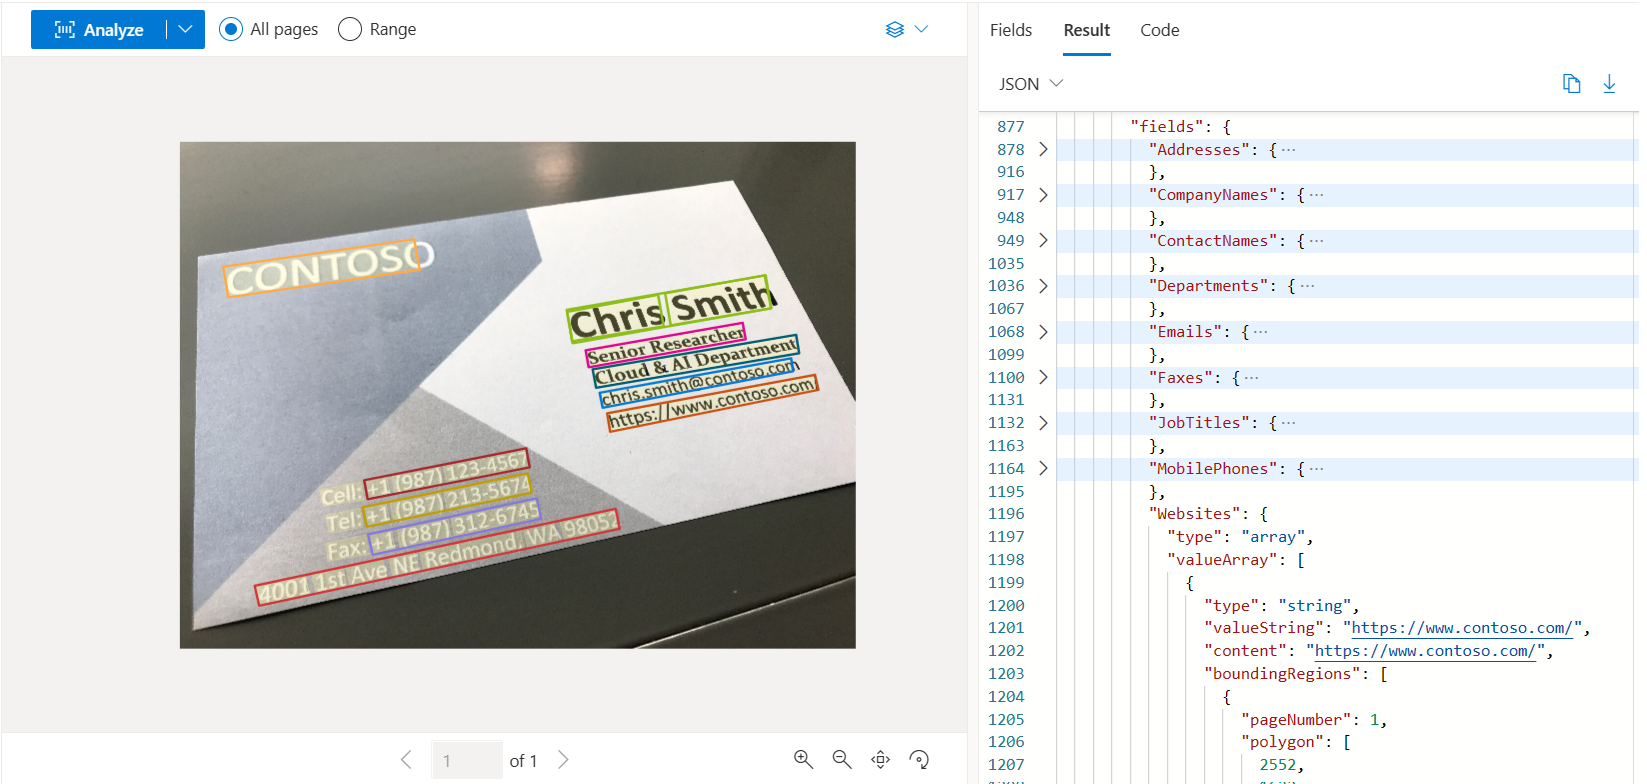 Analyze
All pages
Range
Fields
Result
Code
JSON
CONTOSO
Chris Smith
Senior Researcher
Cloud & AI Department
chris.smith@contoso.com
https://www.contoso.com/
Cell: +1 (987) 123-4567
Tel: +1 (987) 213-5674
Fax: +1 (987) 312-6745
4001 1st Ave NE Redmond, WA 98052
1 of 1
877 "fields": {
878 "Addresses": { ...
916 },
917 "CompanyNames": { ...
948 },
949 "ContactNames": { ...
1035 },
1036 "Departments": { ...
1067 },
1068 "Emails": { ...
1099 },
1100 "Faxes": { ...
1131 },
1132 "JobTitles": { ...
1163 },
1164 "MobilePhones": { ...
1195 },
1196 "Websites": {
1197 "type": "array",
1198 "valueArray": [
1199 {
1200 "type": "string",
1201 "valueString": "https://www.contoso.com/",
1202 "content": "https://www.contoso.com/",
1203 "boundingRegions": [
1204 {
1205 "pageNumber": 1,
1206 "polygon": [
1207 2552,